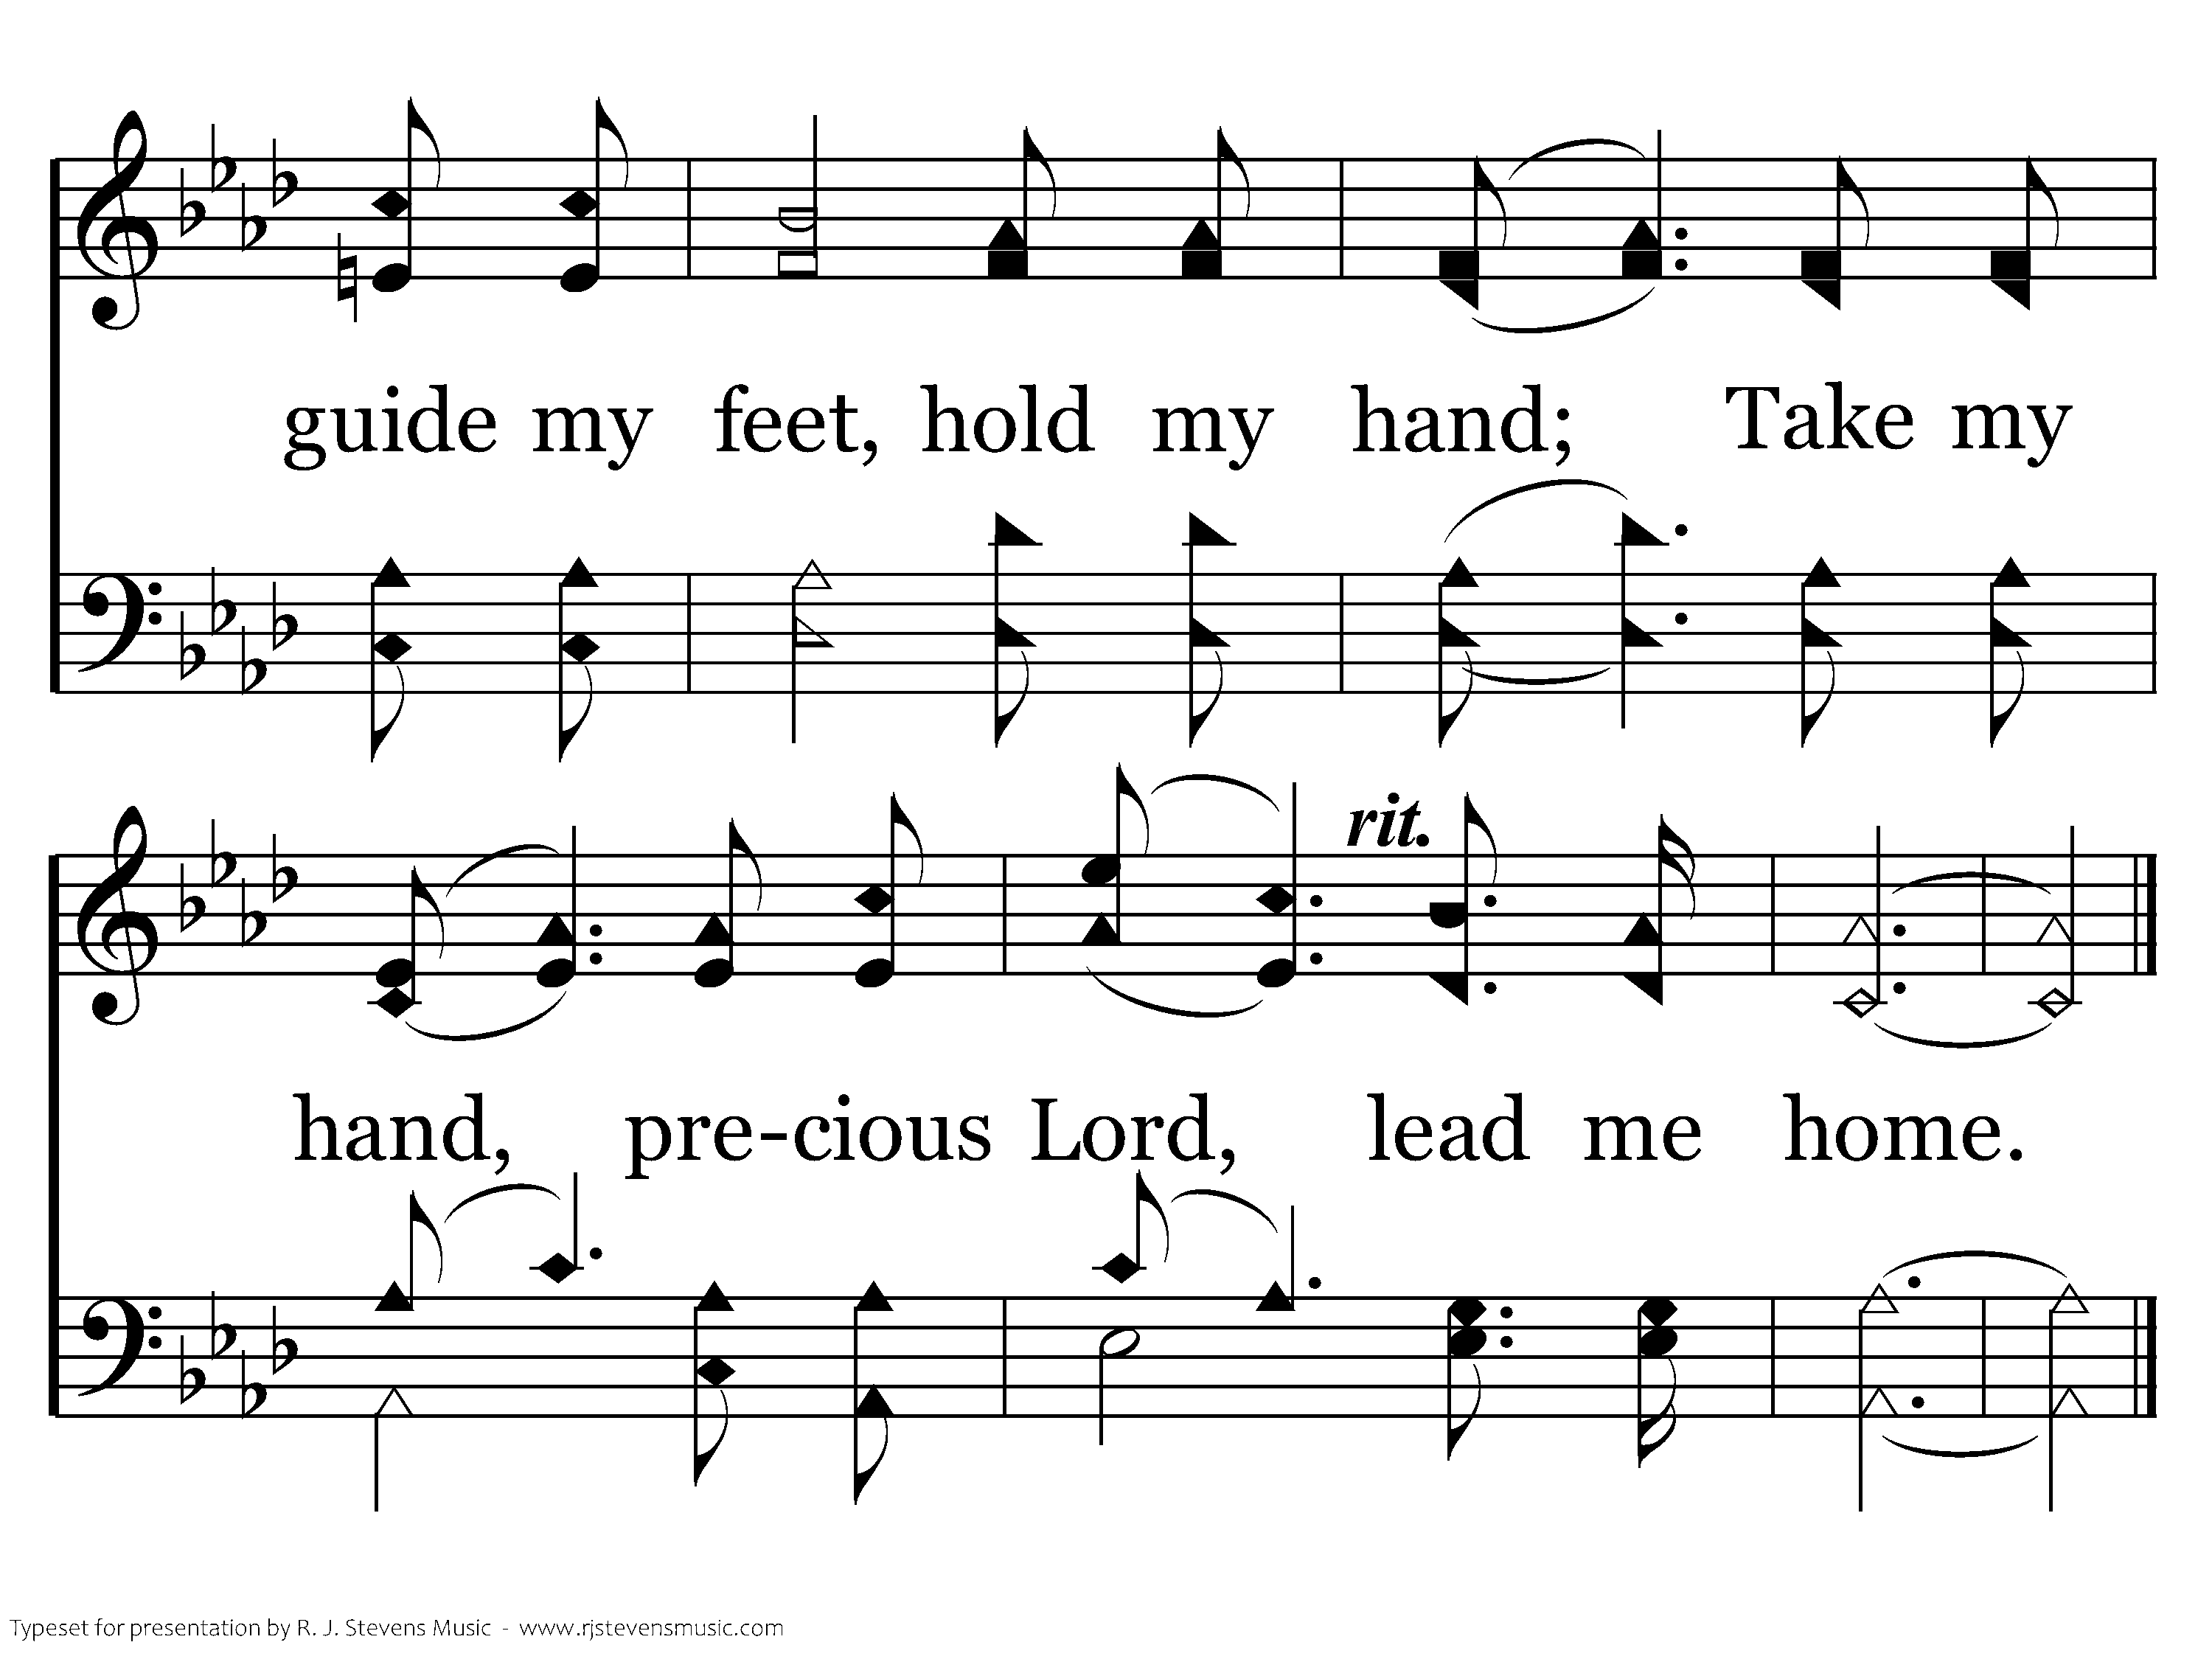 guide my feet, hold my hand; Take my
rit.
hand, pre-cious Lord, lead me home.
Typeset for presentation by R. J. Stevens Music - www.rjstevensmusic.com